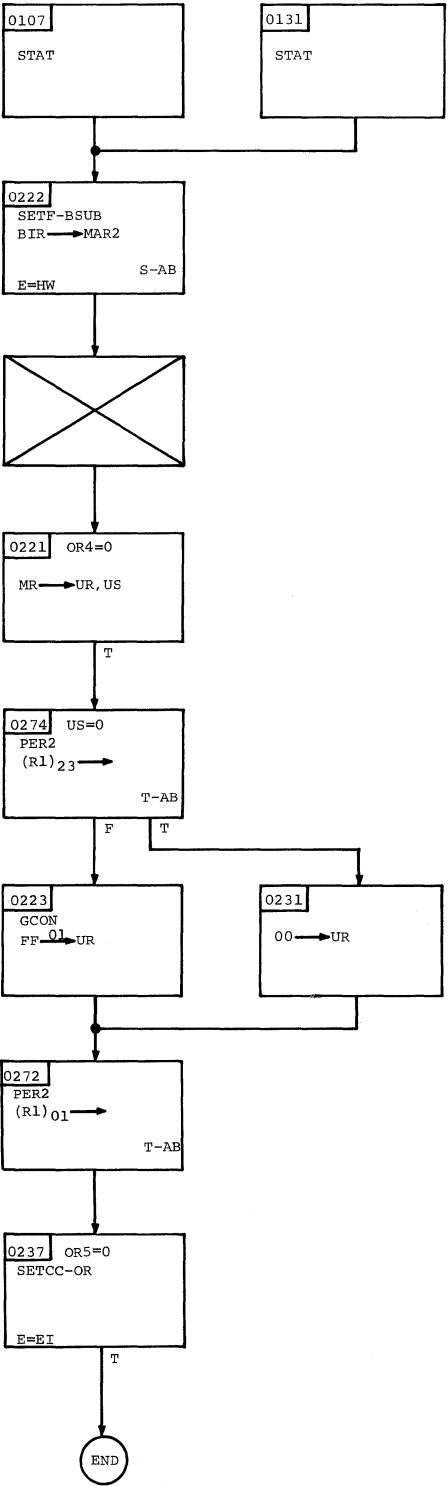 0107
STAT
0131
STAT
0222
SETF-BSUB
BIR→MAR2
S-AB
E=HW
0221 OR4=0
MR→UR,US
T
0274 US=0
PER2
(R1)23→
T-AB
F T
0223
GCON
FF01→UR
0231
00→UR
0272
PER2
(R1)01→
T-AB
0237 OR5=0
SETCC-OR
E=EI
T
END